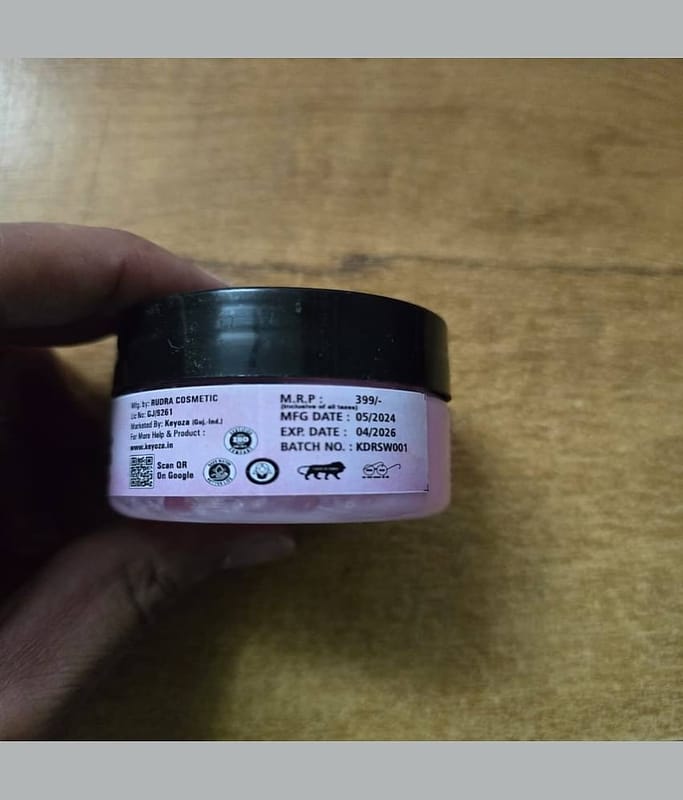 Mfg. by: RUDRA COSMETIC
Lic No: GJ/S261
Marketed By: Keyoza (Guj.-Ind.)
For More Help & Product :
www.keyoza.in
Scan QR
On Google
ISO
M.R.P : 399/-
(Inclusive of all taxes)
MFG DATE : 05/2024
EXP. DATE : 04/2026
BATCH NO. : KDRSW001